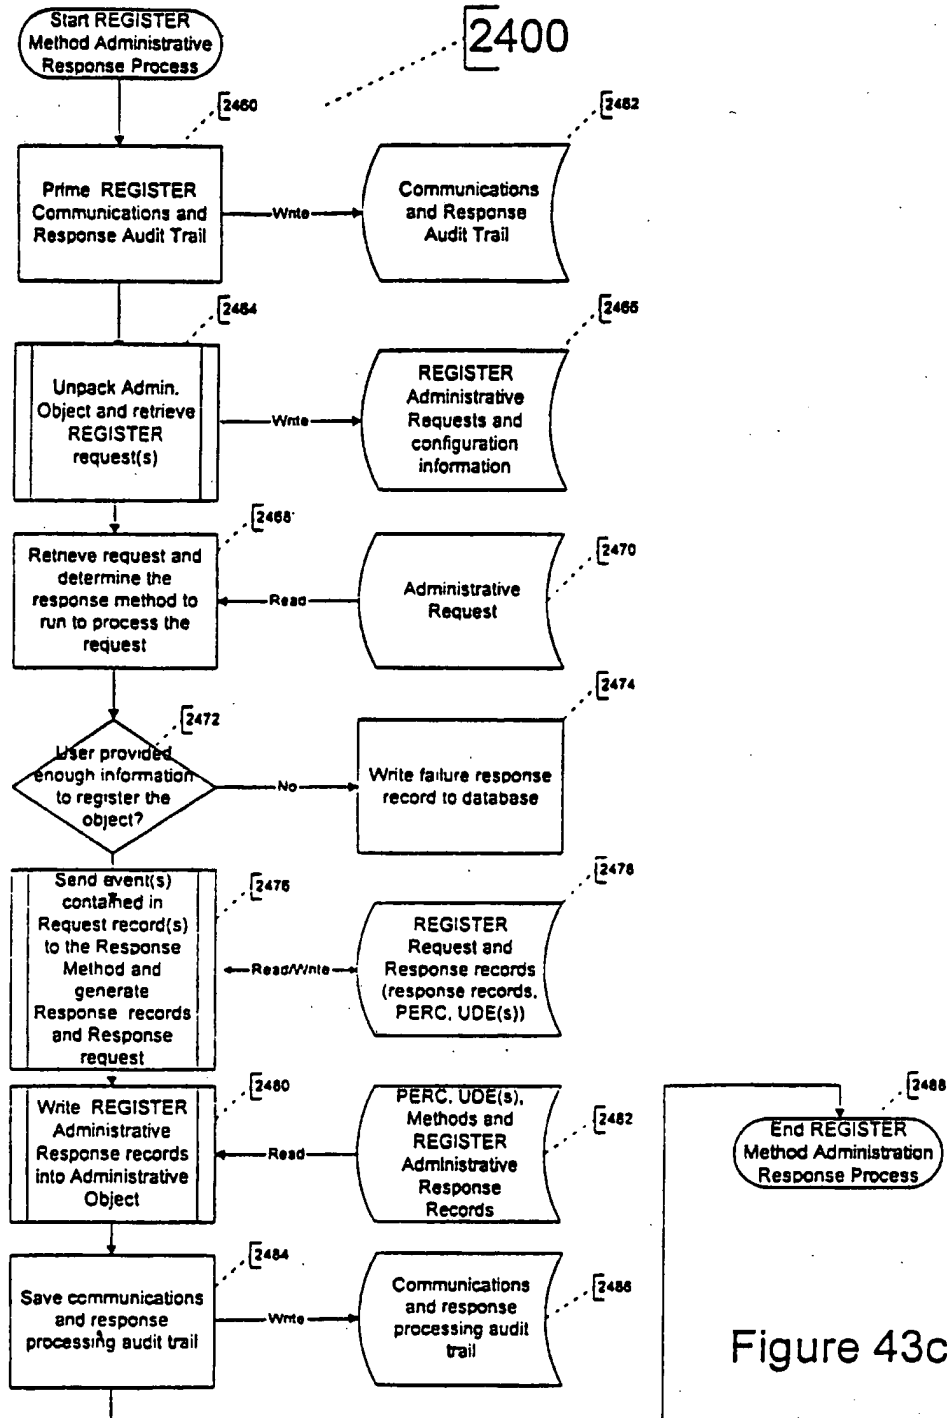 Start REGISTER
Method Administrative
Response Process
2400
2460
2462
Prime REGISTER
Communications and
Response Audit Trail
Write
Communications
and Response
Audit Trail
2464
2466
Unpack Admin.
Object and retrieve
REGISTER
request(s)
Write
REGISTER
Administrative
Requests and
configuration
information
2468
2470
Retrieve request and
determine the
response method to
run to process the
request
Read
Administrative
Request
2472
2474
User provided
enough information
to register the
object?
No
Write failure response
record to database
2476
2478
Send event(s)
contained in
Request record(s)
to the Response
Method and
generate
Response records
and Response
request
Read/Write
REGISTER
Request and
Response records
(response records,
PERC, UDE(s))
2480
2482
Write REGISTER
Administrative
Response records
into Administrative
Object
Read
PERC, UDE(s),
Methods and
REGISTER
Administrative
Response
Records
2488
End REGISTER
Method Administration
Response Process
2484
2486
Save communications
and response
processing audit trail
Write
Communications
and response
processing audit
trail
Figure 43c